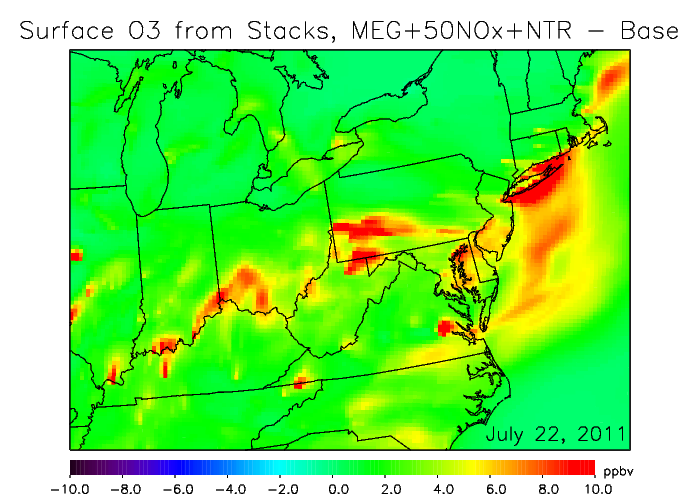 Surface O3 from Stacks, MEG+50NOx+NTR − Base
July 22, 2011
−10.0 −8.0 −6.0 −4.0 −2.0 0.0 2.0 4.0 6.0 8.0 10.0 ppbv